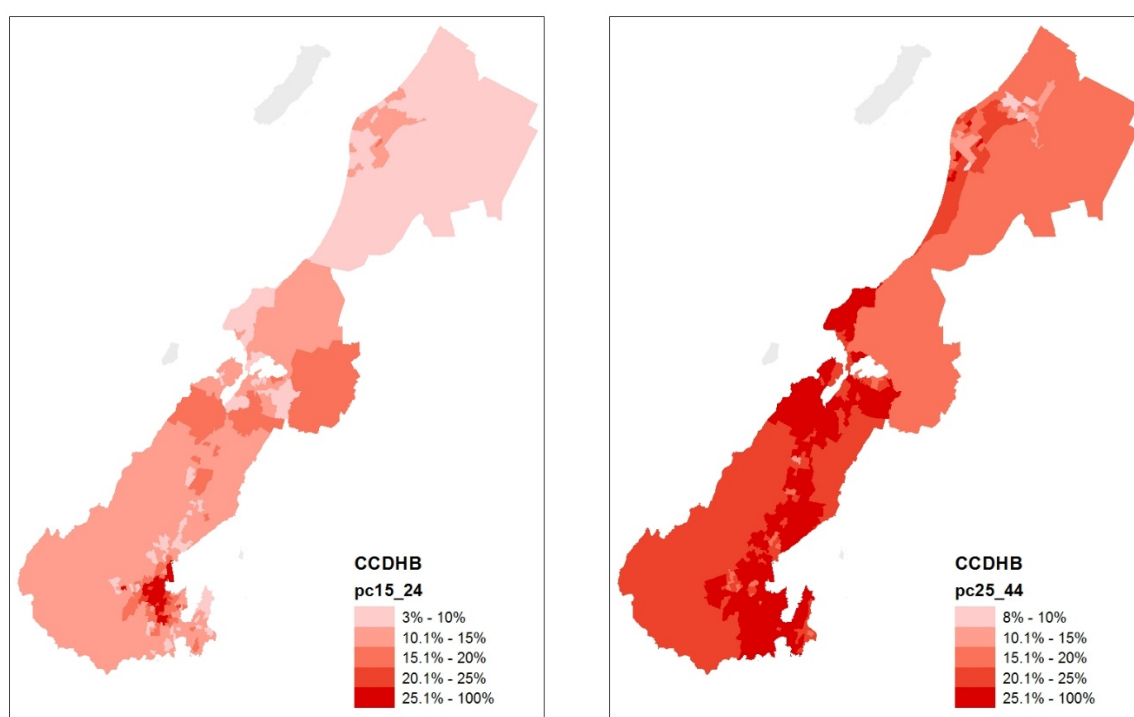 CCDHB
pc15_24
3% - 10%
10.1% - 15%
15.1% - 20%
20.1% - 25%
25.1% - 100%
CCDHB
pc25_44
8% - 10%
10.1% - 15%
15.1% - 20%
20.1% - 25%
25.1% - 100%